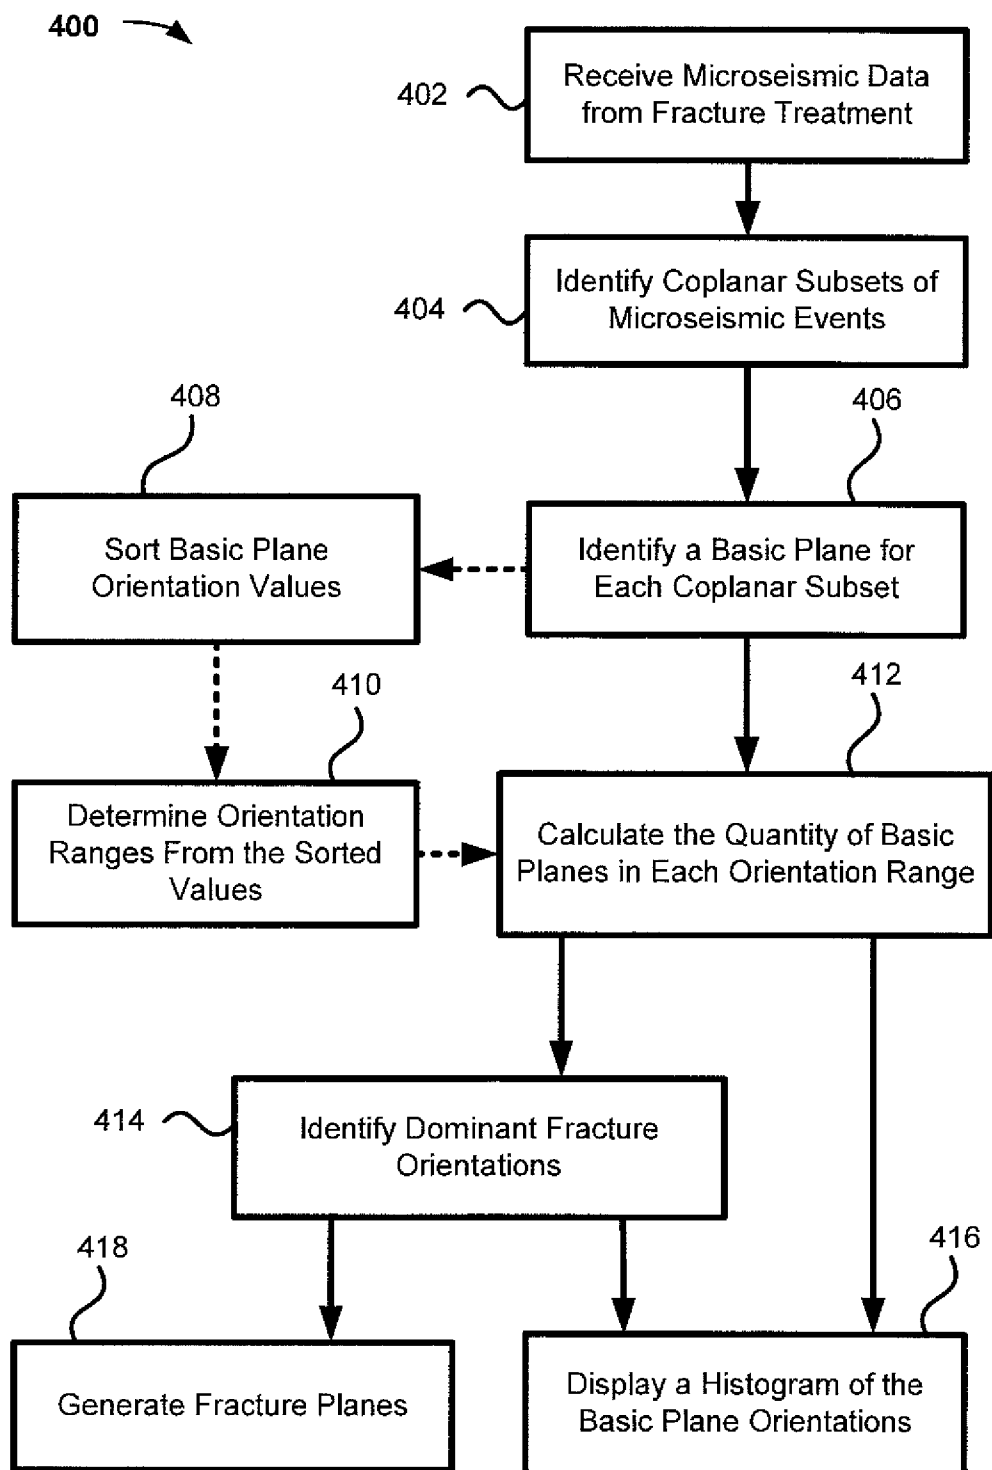 400
402
Receive Microseismic Data
from Fracture Treatment
404
Identify Coplanar Subsets of
Microseismic Events
408
406
Sort Basic Plane
Orientation Values
Identify a Basic Plane for
Each Coplanar Subset
410
412
Determine Orientation
Ranges From the Sorted
Values
Calculate the Quantity of Basic
Planes in Each Orientation Range
414
Identify Dominant Fracture
Orientations
418
416
Generate Fracture Planes
Display a Histogram of the
Basic Plane Orientations